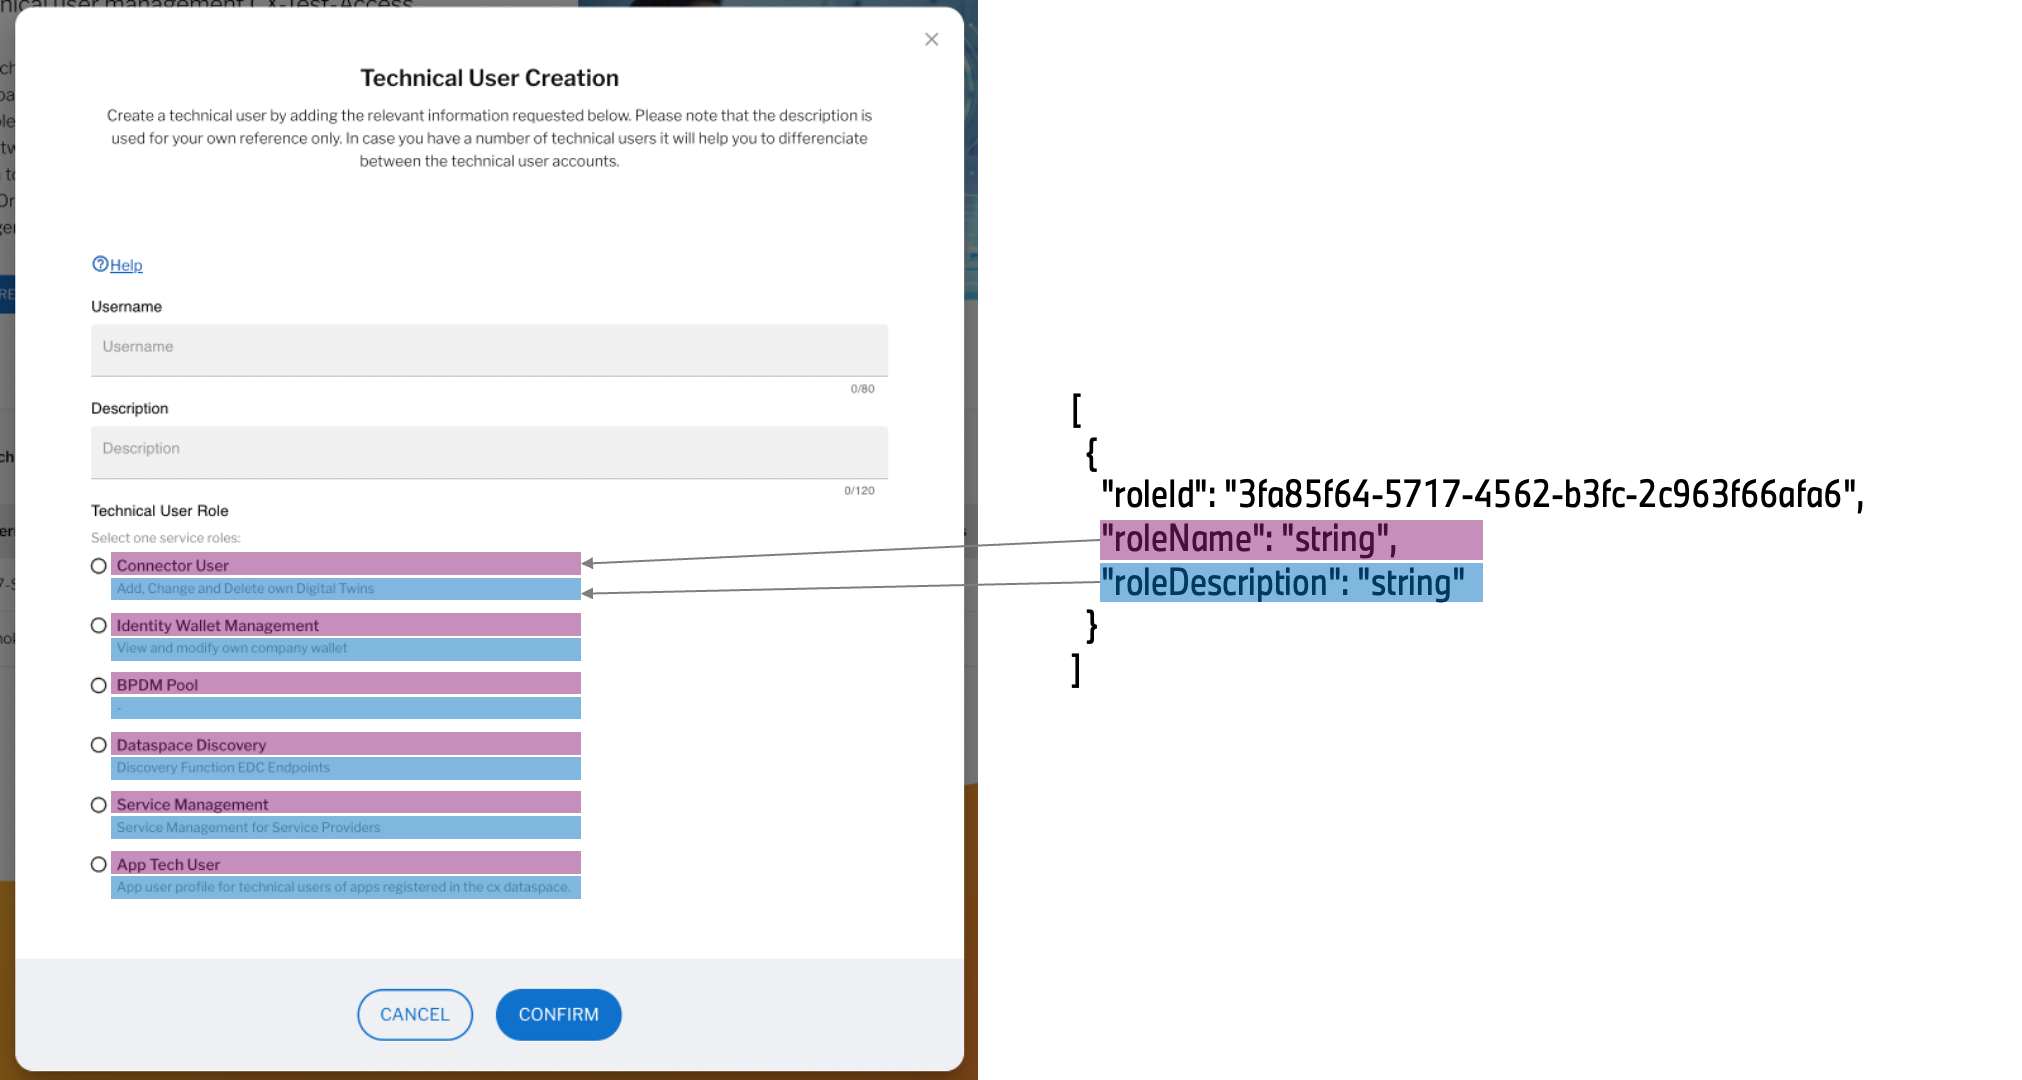 Technical User Creation
Create a technical user by adding the relevant information requested below. Please note that the description is
used for your own reference only. In case you have a number of technical users it will help you to differenciate
between the technical user accounts.
Help
Username
Username
0/80
Description
Description
0/120
Technical User Role
Select one service roles:
Connector User
Add, Change and Delete own Digital Twins
Identity Wallet Management
View and modify own company wallet
BPDM Pool
-
Dataspace Discovery
Discovery Function EDC Endpoints
Service Management
Service Management for Service Providers
App Tech User
App user profile for technical users of apps registered in the cx dataspace.
CANCEL
CONFIRM
[
{
"roleId": "3fa85f64-5717-4562-b3fc-2c963f66afa6",
"roleName": "string",
"roleDescription": "string"
}
]